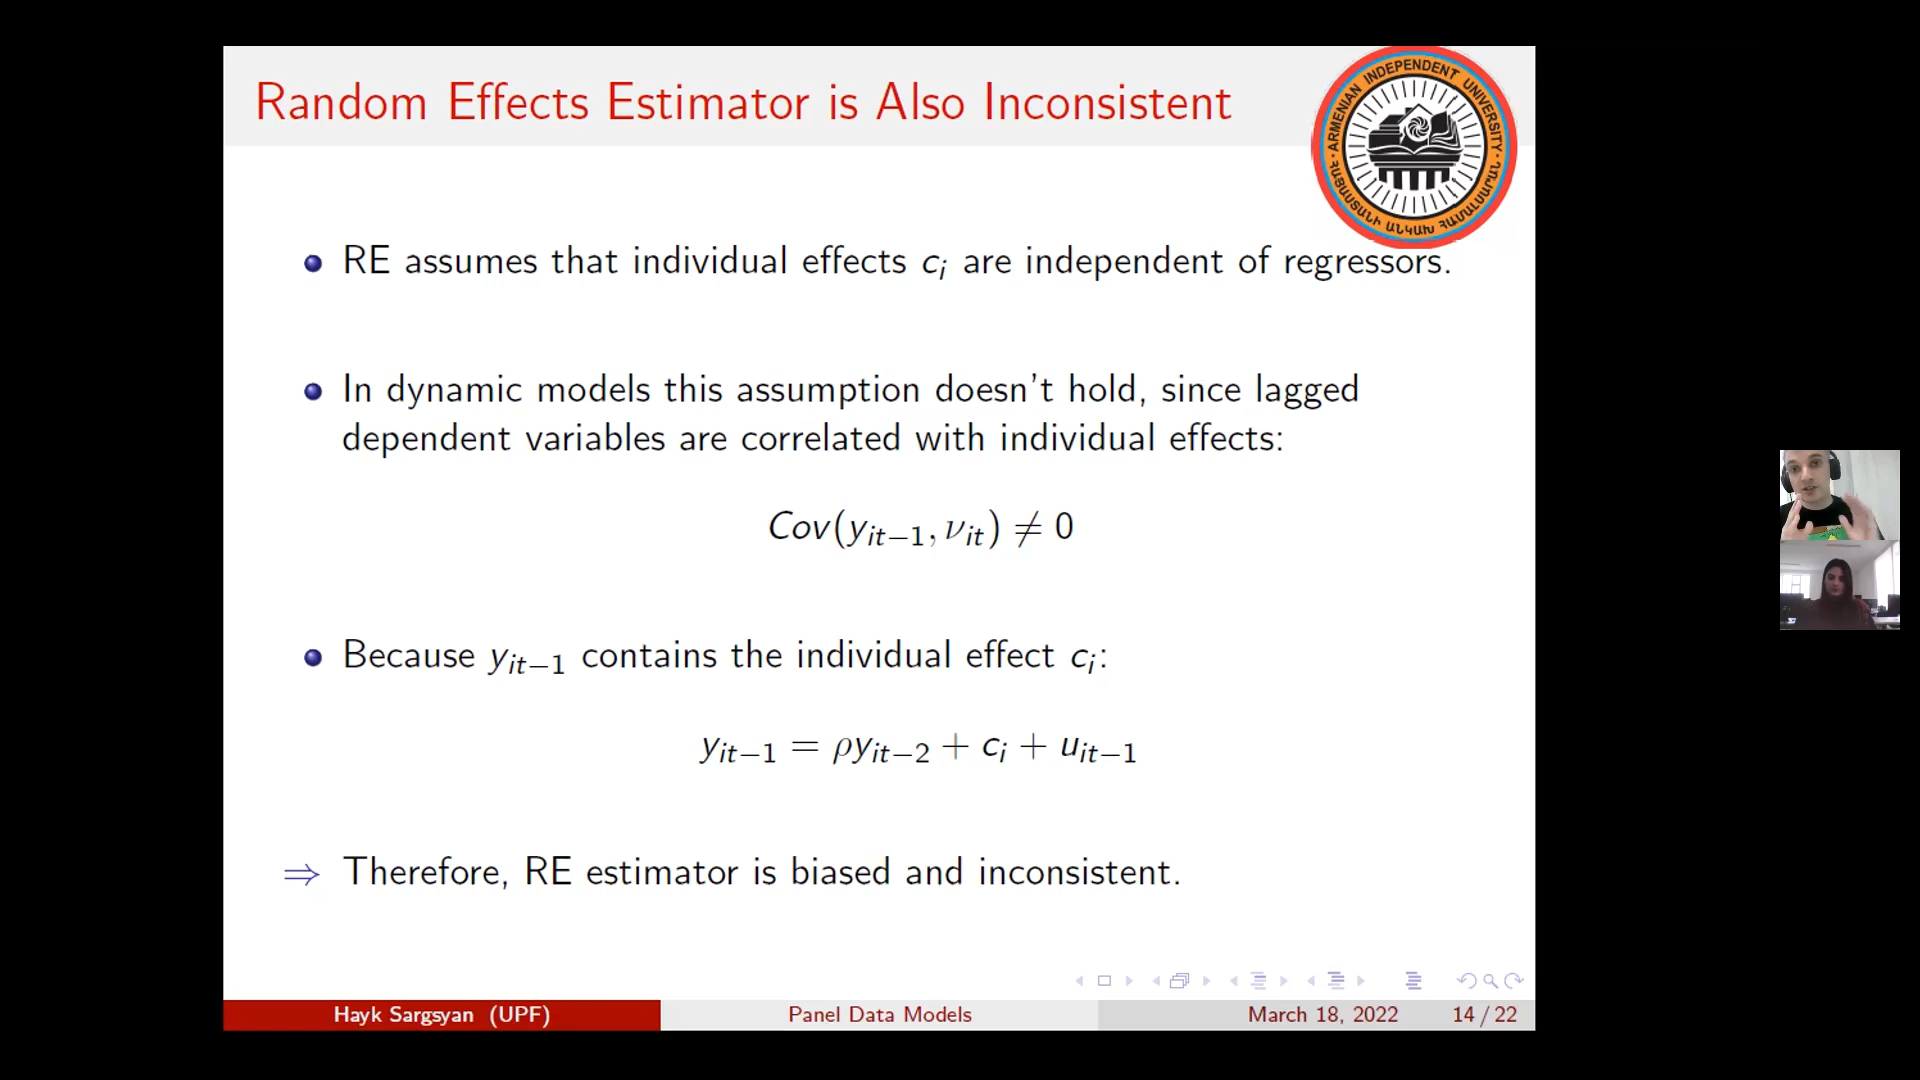 Random Effects Estimator is Also Inconsistent
ARMENIAN INDEPENDENT UNIVERSITY
ՀԱՅԱՍՏԱՆԻ ԱՆԿԱԽ ՀԱՄԱԼՍԱՐԱՆ
RE assumes that individual effects c_i are independent of regressors.
In dynamic models this assumption doesn't hold, since lagged
dependent variables are correlated with individual effects:
Cov(y_{it−1}, ν_{it}) ≠ 0
Because y_{it−1} contains the individual effect c_i:
y_{it−1} = ρy_{it−2} + c_i + u_{it−1}
⇒ Therefore, RE estimator is biased and inconsistent.
Hayk Sargsyan (UPF) Panel Data Models March 18, 2022 14 / 22